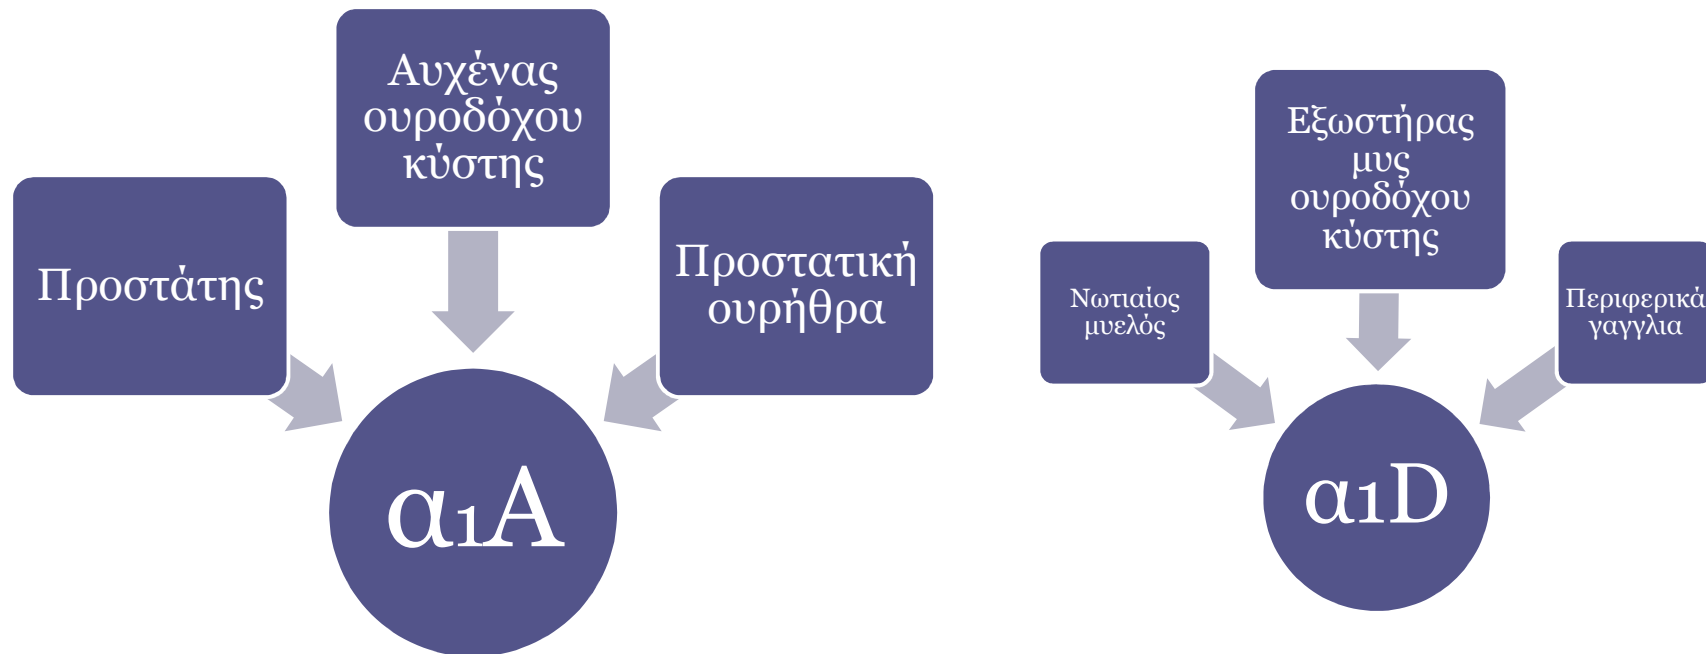 Προστάτης
Αυχένας
ουροδόχου
κύστης
Προστατική
ουρήθρα
α1Α
Νωτιαίος
μυελός
Εξωστήρας
μυς
ουροδόχου
κύστης
Περιφερικά
γαγγλια
α1D